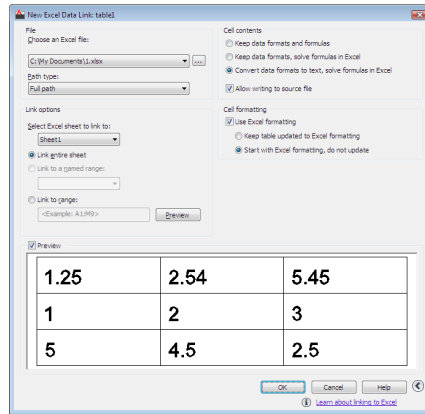 New Excel Data Link: table1
File
Choose an Excel file:
C:\My Documents\1.xlsx
...
Path type:
Full path
Link options
Select Excel sheet to link to:
Sheet1
Link entire sheet
Link to a named range:
Link to range:
<Example: A1:M9>
Preview
Cell contents
Keep data formats and formulas
Keep data formats, solve formulas in Excel
Convert data formats to text, solve formulas in Excel
Allow writing to source file
Cell formatting
Use Excel formatting
Keep table updated to Excel formatting
Start with Excel formatting, do not update
Preview
1.25 2.54 5.45
1 2 3
5 4.5 2.5
OK Cancel Help
Learn about linking to Excel